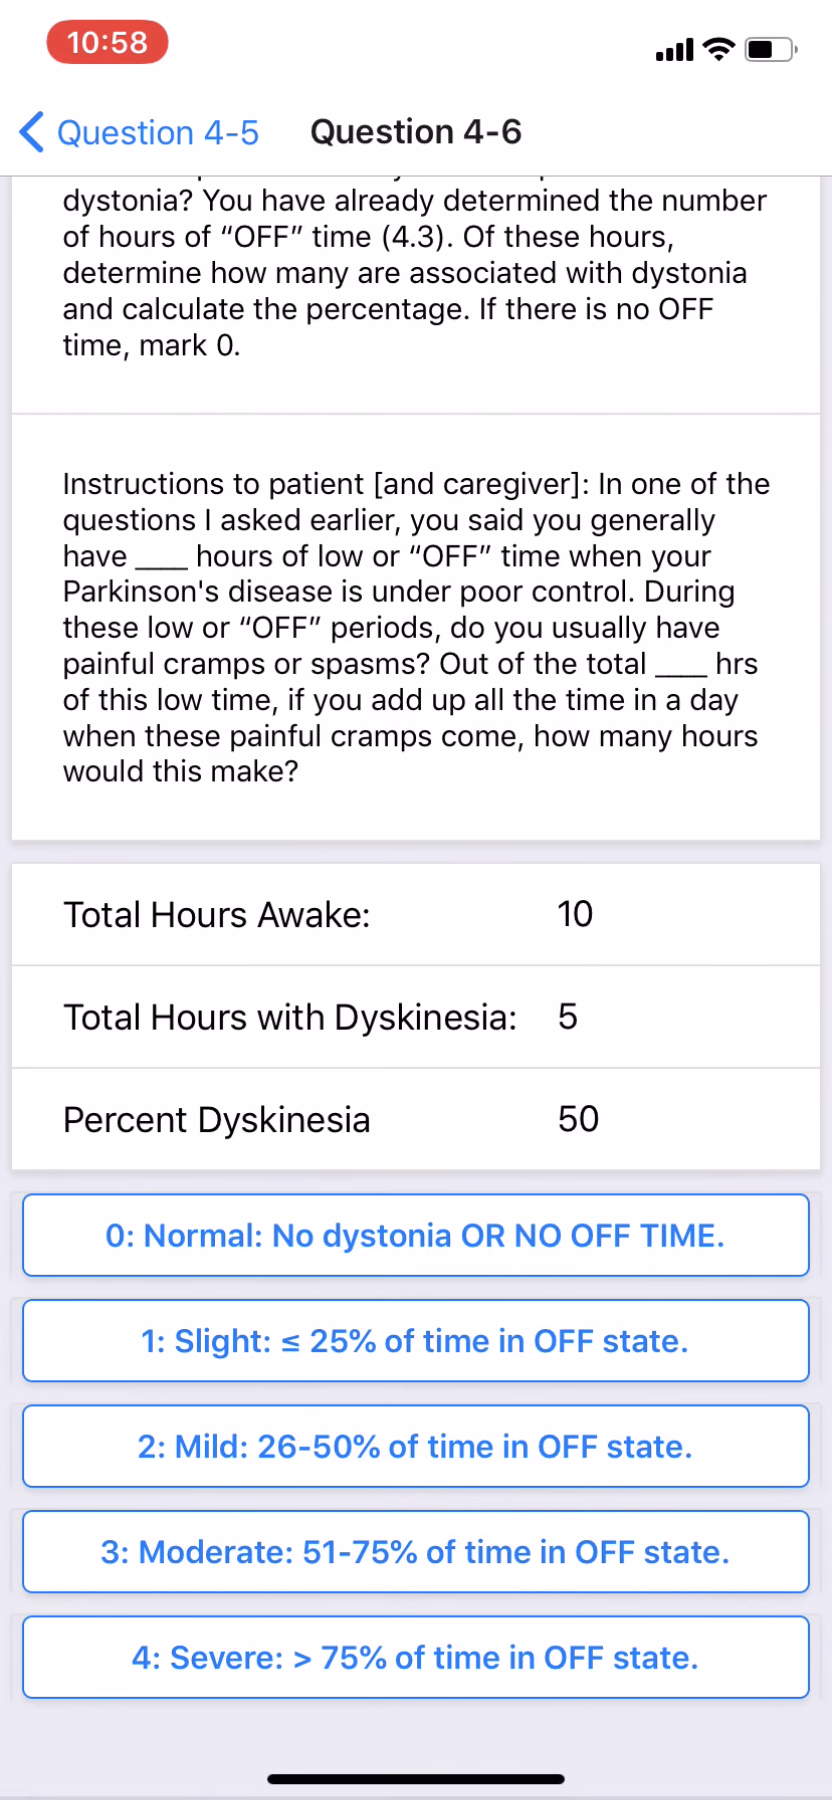 10:58
Question 4-5 Question 4-6
dystonia? You have already determined the number
of hours of “OFF” time (4.3). Of these hours,
determine how many are associated with dystonia
and calculate the percentage. If there is no OFF
time, mark 0.
Instructions to patient [and caregiver]: In one of the
questions I asked earlier, you said you generally
have ____ hours of low or “OFF” time when your
Parkinson's disease is under poor control. During
these low or “OFF” periods, do you usually have
painful cramps or spasms? Out of the total ____ hrs
of this low time, if you add up all the time in a day
when these painful cramps come, how many hours
would this make?
Total Hours Awake: 10
Total Hours with Dyskinesia: 5
Percent Dyskinesia 50
0: Normal: No dystonia OR NO OFF TIME.
1: Slight: ≤ 25% of time in OFF state.
2: Mild: 26-50% of time in OFF state.
3: Moderate: 51-75% of time in OFF state.
4: Severe: > 75% of time in OFF state.